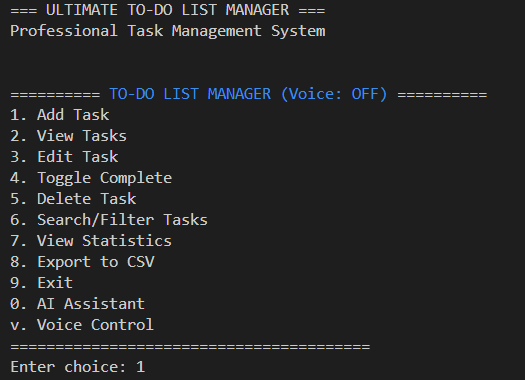 === ULTIMATE TO-DO LIST MANAGER ===
Professional Task Management System
========== TO-DO LIST MANAGER (Voice: OFF) ==========
1. Add Task
2. View Tasks
3. Edit Task
4. Toggle Complete
5. Delete Task
6. Search/Filter Tasks
7. View Statistics
8. Export to CSV
9. Exit
0. AI Assistant
v. Voice Control
========================================
Enter choice: 1